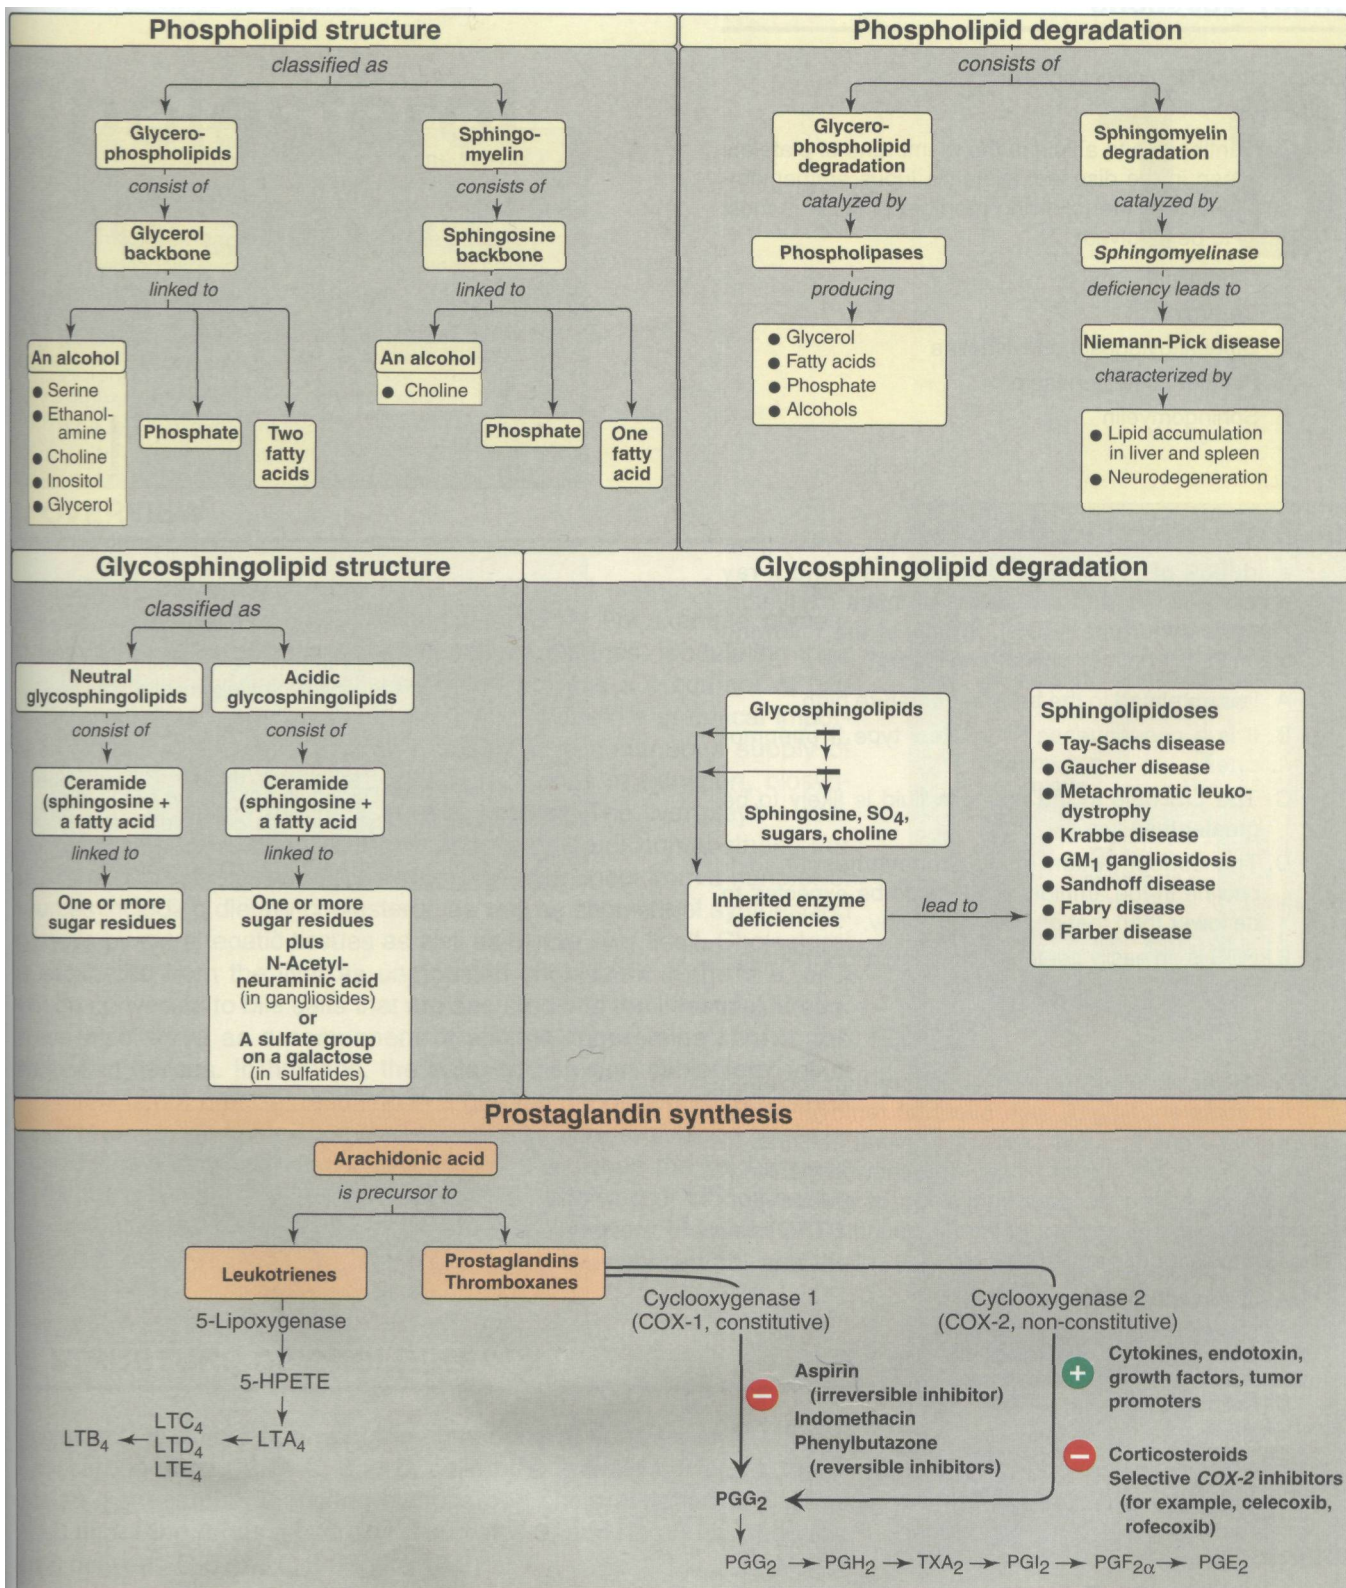 Phospholipid structure
classified as
Glycero-
phospholipids
consist of
Glycerol
backbone
linked to
An alcohol
● Serine
● Ethanol-
amine
● Choline
● Inositol
● Glycerol
Phosphate
Two
fatty
acids
Sphingo-
myelin
consists of
Sphingosine
backbone
linked to
An alcohol
● Choline
Phosphate
One
fatty
acid
Phospholipid degradation
consists of
Glycero-
phospholipid
degradation
catalyzed by
Phospholipases
producing
● Glycerol
● Fatty acids
● Phosphate
● Alcohols
Sphingomyelin
degradation
catalyzed by
Sphingomyelinase
deficiency leads to
Niemann-Pick disease
characterized by
● Lipid accumulation
in liver and spleen
● Neurodegeneration
Glycosphingolipid structure
classified as
Neutral
glycosphingolipids
consist of
Ceramide
(sphingosine +
a fatty acid
linked to
One or more
sugar residues
Acidic
glycosphingolipids
consist of
Ceramide
(sphingosine +
a fatty acid
linked to
One or more
sugar residues
plus
N-Acetyl-
neuraminic acid
(in gangliosides)
or
A sulfate group
on a galactose
(in sulfatides)
Glycosphingolipid degradation
Glycosphingolipids
Sphingosine, SO₄,
sugars, choline
Inherited enzyme
deficiencies
lead to
Sphingolipidoses
● Tay-Sachs disease
● Gaucher disease
● Metachromatic leuko-
dystrophy
● Krabbe disease
● GM₁ gangliosidosis
● Sandhoff disease
● Fabry disease
● Farber disease
Prostaglandin synthesis
Arachidonic acid
is precursor to
Leukotrienes
5-Lipoxygenase
5-HPETE
LTA₄
LTC₄
LTD₄
LTE₄
LTB₄
Prostaglandins
Thromboxanes
Cyclooxygenase 1
(COX-1, constitutive)
Aspirin
(irreversible inhibitor)
Indomethacin
Phenylbutazone
(reversible inhibitors)
Cyclooxygenase 2
(COX-2, non-constitutive)
+ Cytokines, endotoxin,
growth factors, tumor
promoters
− Corticosteroids
Selective COX-2 inhibitors
(for example, celecoxib,
rofecoxib)
PGG₂
PGG₂ → PGH₂ → TXA₂ → PGI₂ → PGF₂α → PGE₂